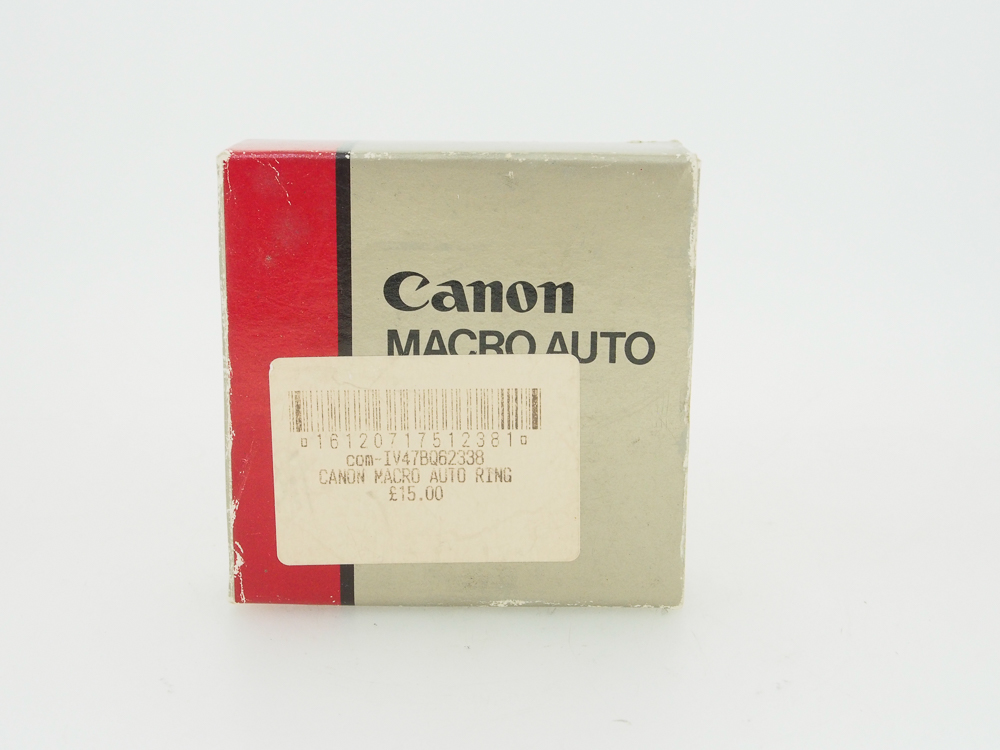 Canon
MACRO AUTO
¤16120717512381¤
com-IV47BQ62338
CANON MACRO AUTO RING
£15.00